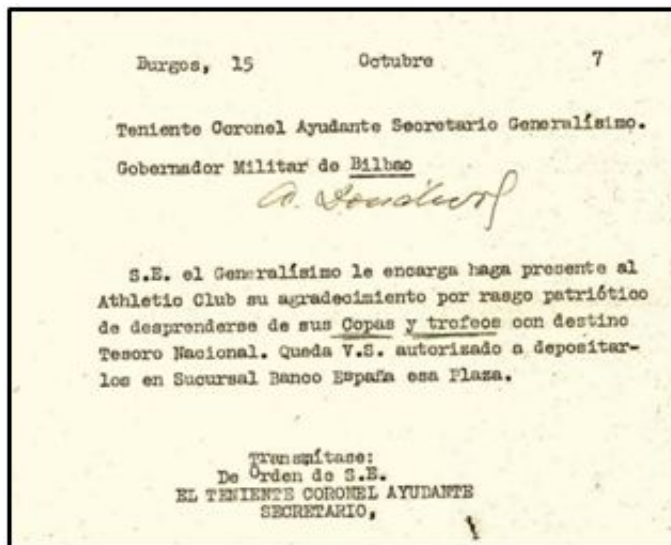 Burgos, 15 Octubre 7
Teniente Coronel Ayudante Secretario Generalísimo.
Gobernador Militar de Bilbao
S.E. el Generalísimo le encarga haga presente al
Athletic Club su agradecimiento por rasgo patriótico
de desprenderse de sus Copas y trofeos con destino
Tesoro Nacional. Queda V.S. autorizado a depositar-
los en Sucursal Banco España esa Plaza.
Transmítase:
De Orden de S.E.
EL TENIENTE CORONEL AYUDANTE
SECRETARIO,